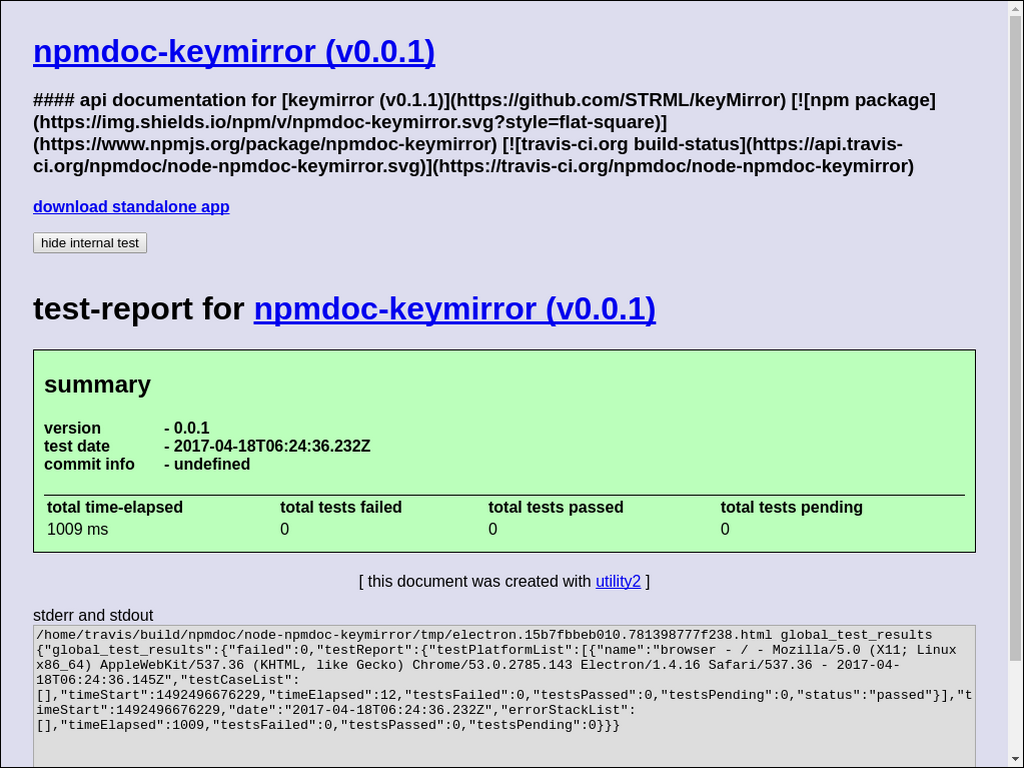 npmdoc-keymirror (v0.0.1)
#### api documentation for [keymirror (v0.1.1)](https://github.com/STRML/keyMirror) [![npm package]
(https://img.shields.io/npm/v/npmdoc-keymirror.svg?style=flat-square)]
(https://www.npmjs.org/package/npmdoc-keymirror) [![travis-ci.org build-status](https://api.travis-
ci.org/npmdoc/node-npmdoc-keymirror.svg)](https://travis-ci.org/npmdoc/node-npmdoc-keymirror)
download standalone app
hide internal test
test-report for npmdoc-keymirror (v0.0.1)
summary
version - 0.0.1
test date - 2017-04-18T06:24:36.232Z
commit info - undefined
total time-elapsed total tests failed total tests passed total tests pending
1009 ms 0 0 0
[ this document was created with utility2 ]
stderr and stdout
/home/travis/build/npmdoc/node-npmdoc-keymirror/tmp/electron.15b7fbbeb010.781398777f238.html global_test_results
{"global_test_results":{"failed":0,"testReport":{"testPlatformList":[{"name":"browser - / - Mozilla/5.0 (X11; Linux
x86_64) AppleWebKit/537.36 (KHTML, like Gecko) Chrome/53.0.2785.143 Electron/1.4.16 Safari/537.36 - 2017-04-
18T06:24:36.145Z","testCaseList":
[],"timeStart":1492496676229,"timeElapsed":12,"testsFailed":0,"testsPassed":0,"testsPending":0,"status":"passed"}],"t
imeStart":1492496676229,"date":"2017-04-18T06:24:36.232Z","errorStackList":
[],"timeElapsed":1009,"testsFailed":0,"testsPassed":0,"testsPending":0}}}